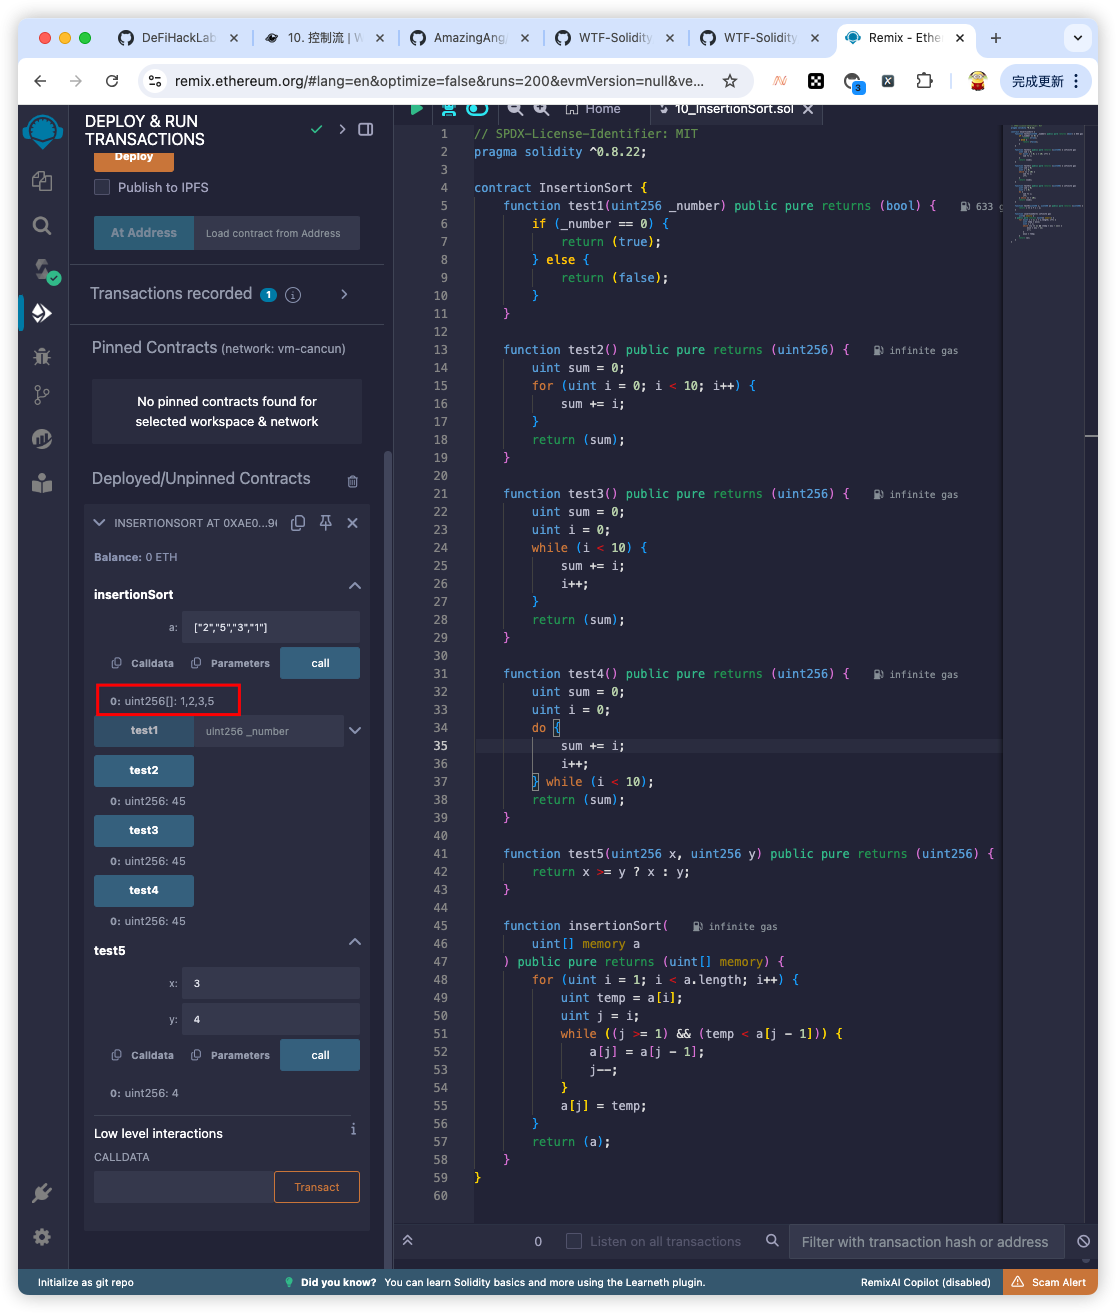 DeFiHackLab
10. 控制流 | W
AmazingAng
WTF-Solidity
WTF-Solidity
Remix - Ethe
remix.ethereum.org/#lang=en&optimize=false&runs=200&evmVersion=null&ve...
3
完成更新
DEPLOY & RUN
TRANSACTIONS
Deploy
Publish to IPFS
At Address
Load contract from Address
Transactions recorded 1
Pinned Contracts (network: vm-cancun)
No pinned contracts found for
selected workspace & network
Deployed/Unpinned Contracts
INSERTIONSORT AT 0XAE0...96
Balance: 0 ETH
insertionSort
a: ["2","5","3","1"]
Calldata Parameters call
0: uint256[]: 1,2,3,5
test1 uint256 _number
test2
0: uint256: 45
test3
0: uint256: 45
test4
0: uint256: 45
test5
x: 3
y: 4
Calldata Parameters call
0: uint256: 4
Low level interactions
CALLDATA
Transact
Home
10_InsertionSort.sol
1 // SPDX-License-Identifier: MIT
2 pragma solidity ^0.8.22;
3
4 contract InsertionSort {
5 function test1(uint256 _number) public pure returns (bool) { 633 g
6 if (_number == 0) {
7 return (true);
8 } else {
9 return (false);
10 }
11 }
12
13 function test2() public pure returns (uint256) { infinite gas
14 uint sum = 0;
15 for (uint i = 0; i < 10; i++) {
16 sum += i;
17 }
18 return (sum);
19 }
20
21 function test3() public pure returns (uint256) { infinite gas
22 uint sum = 0;
23 uint i = 0;
24 while (i < 10) {
25 sum += i;
26 i++;
27 }
28 return (sum);
29 }
30
31 function test4() public pure returns (uint256) { infinite gas
32 uint sum = 0;
33 uint i = 0;
34 do {
35 sum += i;
36 i++;
37 } while (i < 10);
38 return (sum);
39 }
40
41 function test5(uint256 x, uint256 y) public pure returns (uint256) {
42 return x >= y ? x : y;
43 }
44
45 function insertionSort( infinite gas
46 uint[] memory a
47 ) public pure returns (uint[] memory) {
48 for (uint i = 1; i < a.length; i++) {
49 uint temp = a[i];
50 uint j = i;
51 while ((j >= 1) && (temp < a[j - 1])) {
52 a[j] = a[j - 1];
53 j--;
54 }
55 a[j] = temp;
56 }
57 return (a);
58 }
59 }
60
0 Listen on all transactions Filter with transaction hash or address
Initialize as git repo
Did you know? You can learn Solidity basics and more using the Learneth plugin.
RemixAI Copilot (disabled)
Scam Alert